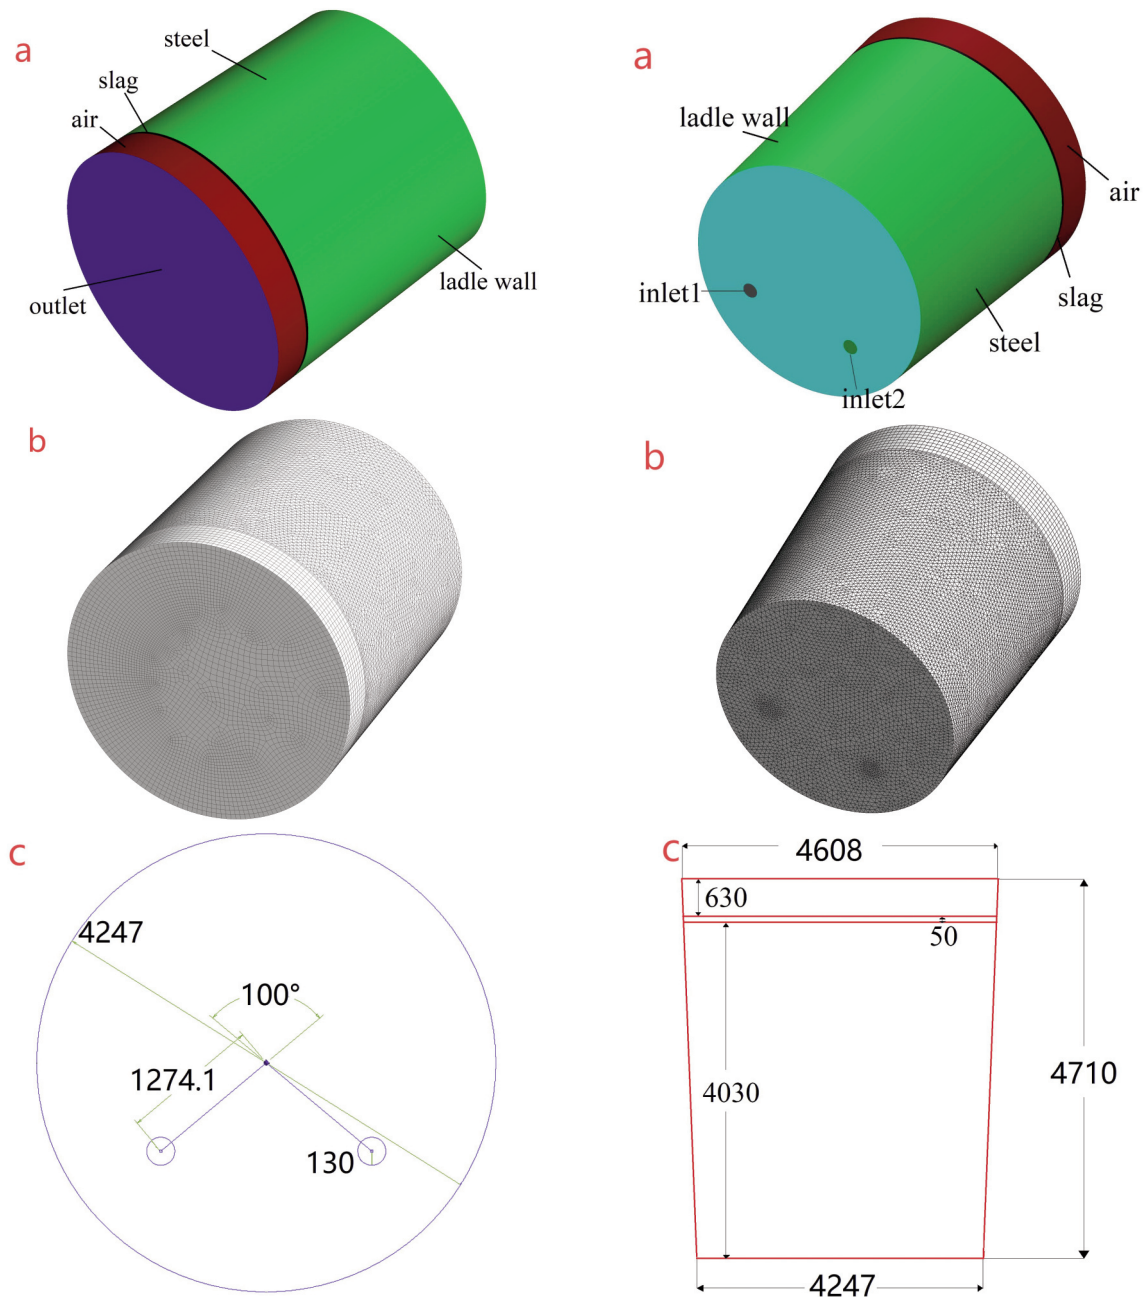 a
steel
slag
air
outlet
ladle wall
a
ladle wall
air
inlet1
slag
steel
inlet2
b
b
c
4247
100°
1274.1
130
c
4608
630
50
4030
4710
4247